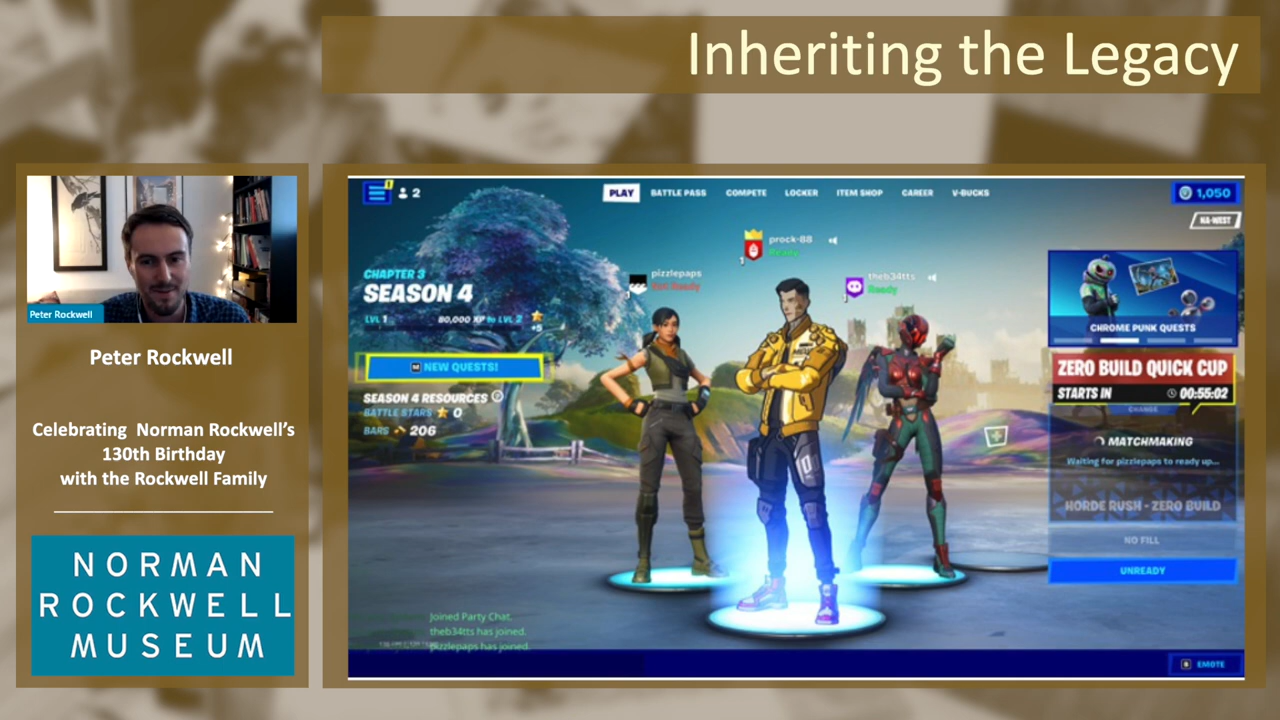 Inheriting the Legacy
Peter Rockwell
Peter Rockwell
Celebrating Norman Rockwell's
130th Birthday
with the Rockwell Family
NORMAN
ROCKWELL
MUSEUM
2
PLAY BATTLE PASS COMPETE LOCKER ITEM SHOP CAREER V-BUCKS
1,050
NA-WEST
prock-88
Ready
1
pizzlepaps
Not Ready
theb34tts
Ready
1
CHAPTER 3
SEASON 4
LVL 1 80,000 XP to LVL 2
+5
NEW QUESTS!
SEASON 4 RESOURCES
BATTLE STARS 0
BARS 206
CHROME PUNK QUESTS
ZERO BUILD QUICK CUP
STARTS IN 00:55:02
CHANGE
MATCHMAKING
Waiting for pizzlepaps to ready up...
HORDE RUSH - ZERO BUILD
NO FILL
UNREADY
Joined Party Chat.
theb34tts has joined.
pizzlepaps has joined.
EMOTE